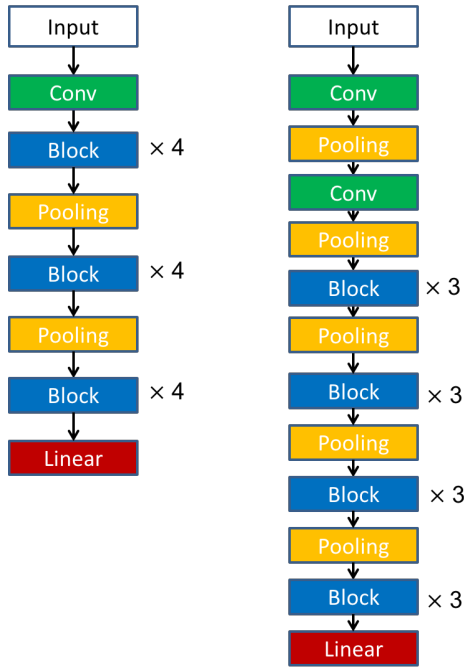 Input
Conv
Block × 4
Pooling
Block × 4
Pooling
Block × 4
Linear
Input
Conv
Pooling
Conv
Pooling
Block × 3
Pooling
Block × 3
Pooling
Block × 3
Pooling
Block × 3
Linear